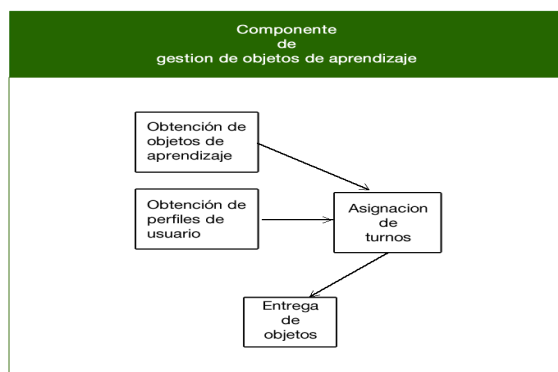 Componente
de
gestion de objetos de aprendizaje
Obtención de
objetos de
aprendizaje
Obtención de
perfiles de
usuario
Asignacion
de
turnos
Entrega
de
objetos